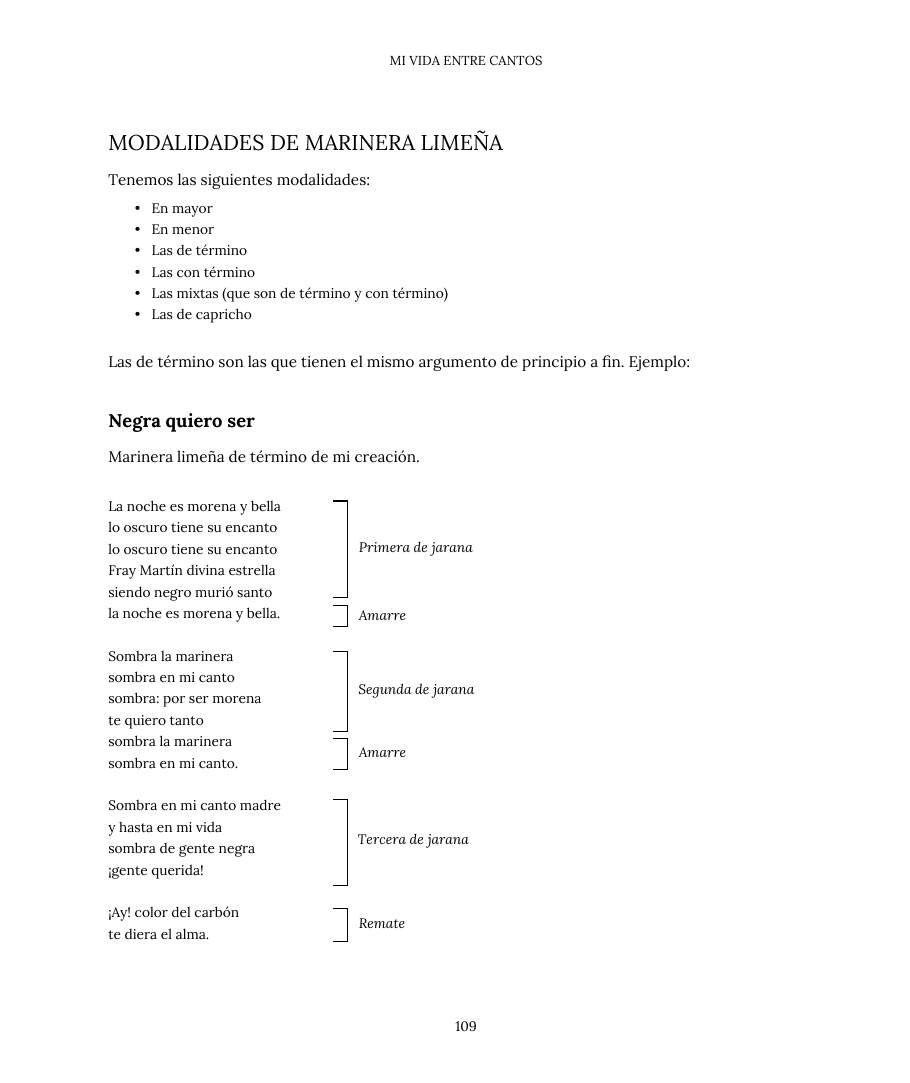 MI VIDA ENTRE CANTOS
MODALIDADES DE MARINERA LIMEÑA
Tenemos las siguientes modalidades:
• En mayor
• En menor
• Las de término
• Las con término
• Las mixtas (que son de término y con término)
• Las de capricho
Las de término son las que tienen el mismo argumento de principio a fin. Ejemplo:
Negra quiero ser
Marinera limeña de término de mi creación.
La noche es morena y bella
lo oscuro tiene su encanto
lo oscuro tiene su encanto
Fray Martín divina estrella
siendo negro murió santo
Primera de jarana
la noche es morena y bella.
Amarre
Sombra la marinera
sombra en mi canto
sombra: por ser morena
te quiero tanto
Segunda de jarana
sombra la marinera
sombra en mi canto.
Amarre
Sombra en mi canto madre
y hasta en mi vida
sombra de gente negra
¡gente querida!
Tercera de jarana
¡Ay! color del carbón
te diera el alma.
Remate
109